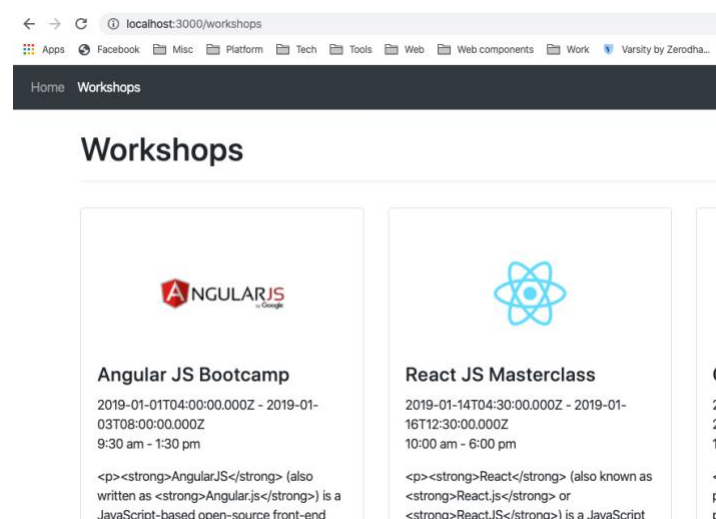 localhost:3000/workshops
Apps Facebook Misc Platform Tech Tools Web Web components Work Varsity by Zerodha...
Home Workshops
Workshops
ANGULARJS
by Google
Angular JS Bootcamp
2019-01-01T04:00:00.000Z - 2019-01-
03T08:00:00.000Z
9:30 am - 1:30 pm
<p><strong>AngularJS</strong> (also
written as <strong>Angular.js</strong>) is a
JavaScript-based open-source front-end
React JS Masterclass
2019-01-14T04:30:00.000Z - 2019-01-
16T12:30:00.000Z
10:00 am - 6:00 pm
<p><strong>React</strong> (also known as
<strong>React.js</strong> or
<strong>ReactJS</strong>) is a JavaScript